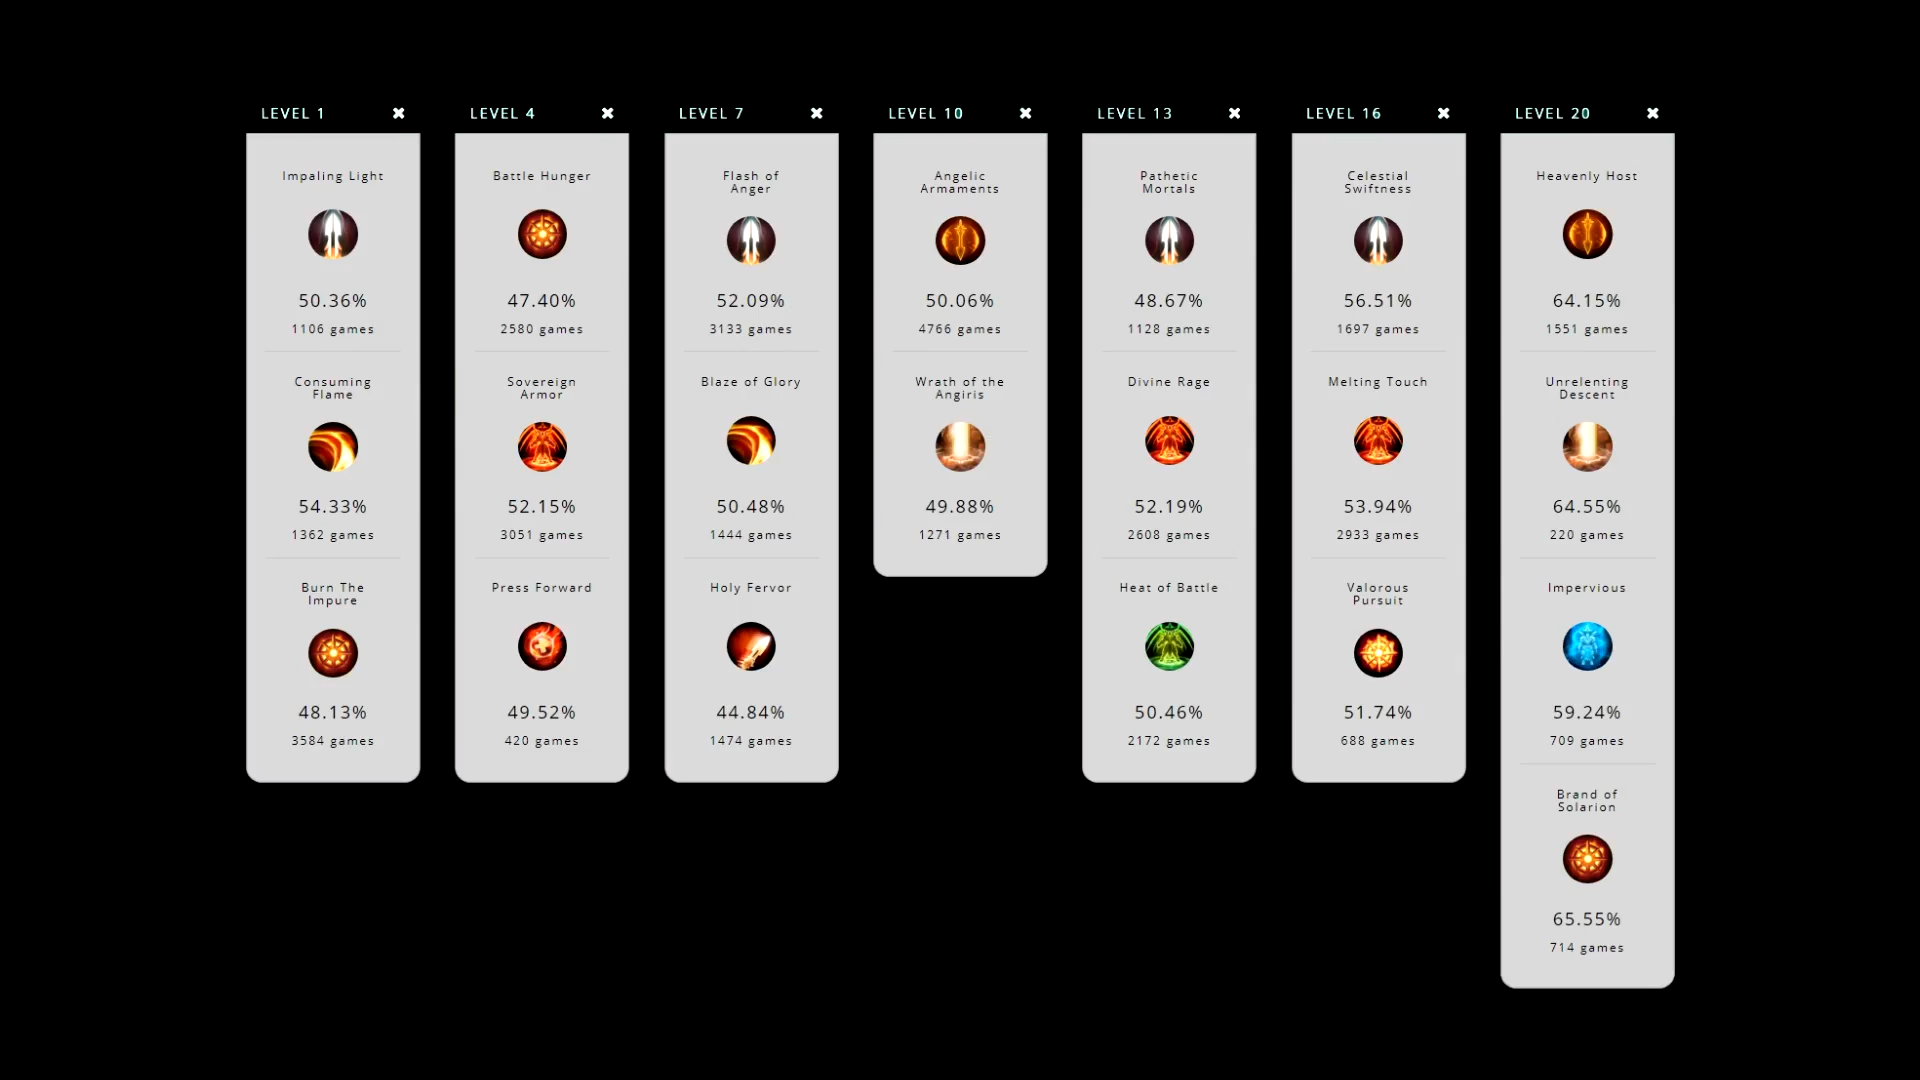 LEVEL 1
Impaling Light
50.36%
1106 games
Consuming
Flame
54.33%
1362 games
Burn The
Impure
48.13%
3584 games
LEVEL 4
Battle Hunger
47.40%
2580 games
Sovereign
Armor
52.15%
3051 games
Press Forward
49.52%
420 games
LEVEL 7
Flash of
Anger
52.09%
3133 games
Blaze of Glory
50.48%
1444 games
Holy Fervor
44.84%
1474 games
LEVEL 10
Angelic
Armaments
50.06%
4766 games
Wrath of the
Angiris
49.88%
1271 games
LEVEL 13
Pathetic
Mortals
48.67%
1128 games
Divine Rage
52.19%
2608 games
Heat of Battle
50.46%
2172 games
LEVEL 16
Celestial
Swiftness
56.51%
1697 games
Melting Touch
53.94%
2933 games
Valorous
Pursuit
51.74%
688 games
LEVEL 20
Heavenly Host
64.15%
1551 games
Unrelenting
Descent
64.55%
220 games
Impervious
59.24%
709 games
Brand of
Solarion
65.55%
714 games